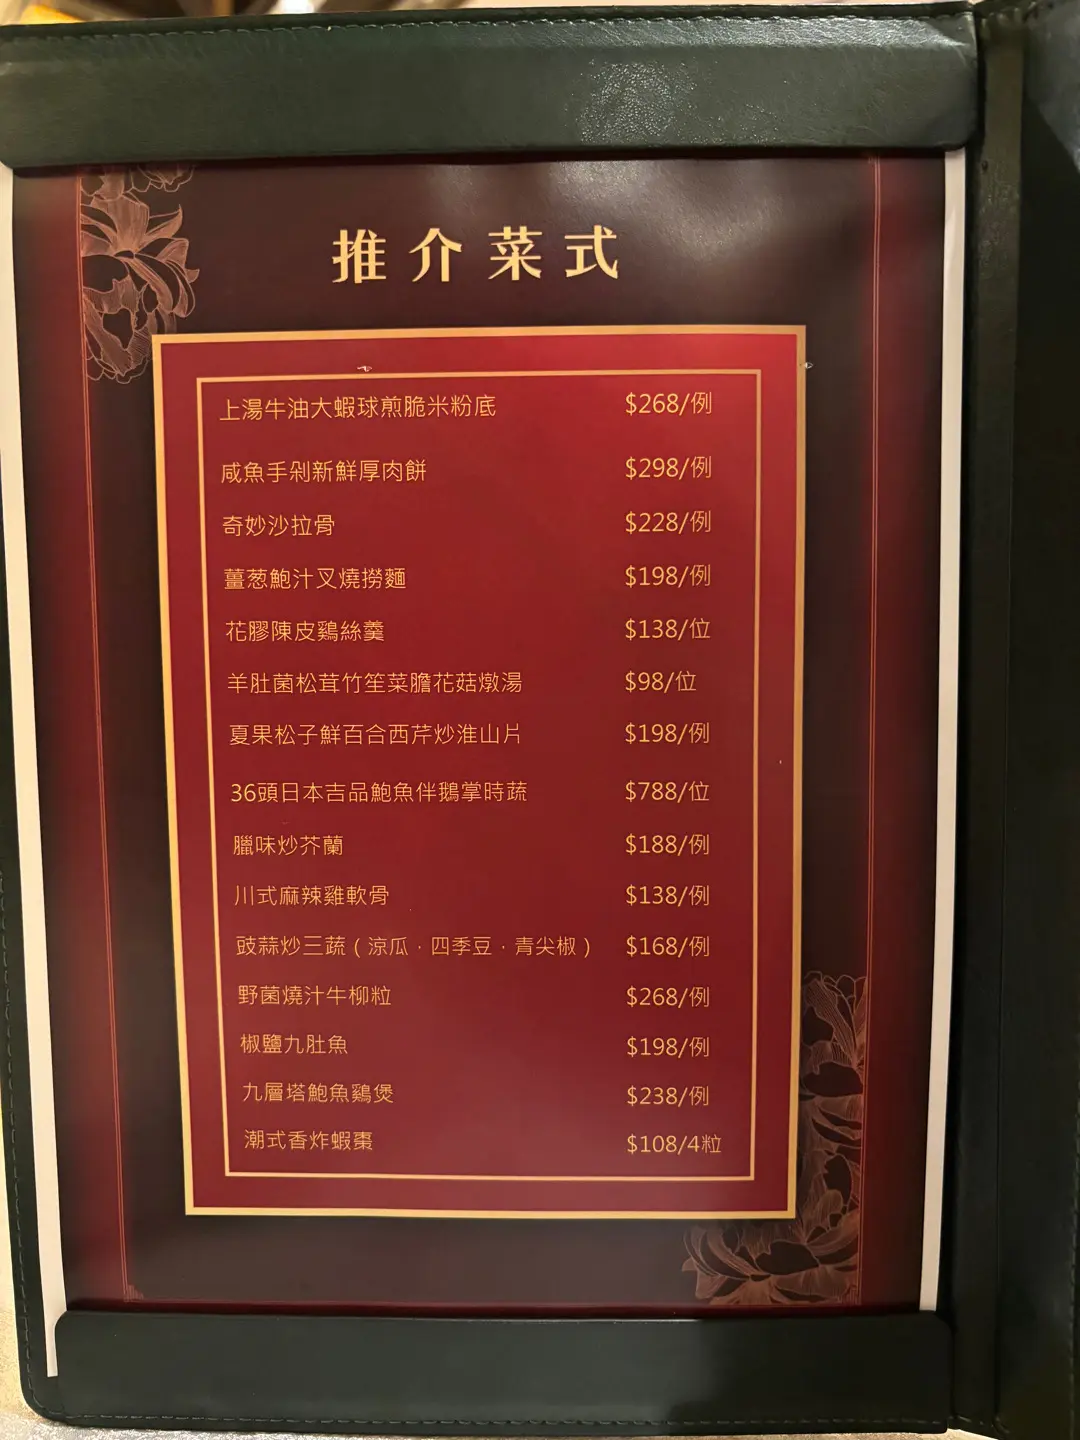 推介菜式
上湯牛油大蝦球煎脆米粉底 $268/例
咸魚手剁新鮮厚肉餅 $298/例
奇妙沙拉骨 $228/例
薑葱鮑汁叉燒撈麵 $198/例
花膠陳皮鷄絲羹 $138/位
羊肚菌松茸竹笙菜膽花菇燉湯 $98/位
夏果松子鮮百合西芹炒淮山片 $198/例
36頭日本吉品鮑魚伴鵝掌時蔬 $788/位
臘味炒芥蘭 $188/例
川式麻辣雞軟骨 $138/例
豉蒜炒三蔬（涼瓜．四季豆．青尖椒） $168/例
野菌燒汁牛柳粒 $268/例
椒鹽九肚魚 $198/例
九層塔鮑魚鷄煲 $238/例
潮式香炸蝦棗 $108/4粒